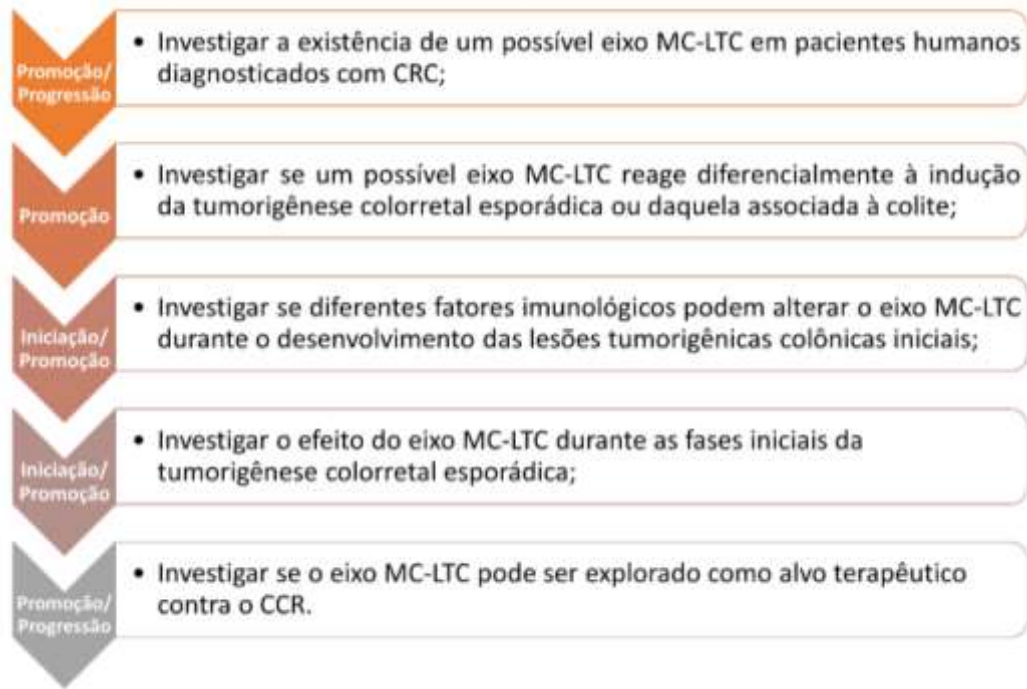 Promoção/
Progressão
• Investigar a existência de um possível eixo MC-LTC em pacientes humanos
diagnosticados com CRC;
Promoção
• Investigar se um possível eixo MC-LTC reage diferencialmente à indução
da tumorigênese colorretal esporádica ou daquela associada à colite;
Iniciação/
Promoção
• Investigar se diferentes fatores imunológicos podem alterar o eixo MC-LTC
durante o desenvolvimento das lesões tumorigênicas colônicas iniciais;
Iniciação/
Promoção
• Investigar o efeito do eixo MC-LTC durante as fases iniciais da
tumorigênese colorretal esporádica;
Promoção/
Progressão
• Investigar se o eixo MC-LTC pode ser explorado como alvo terapêutico
contra o CCR.